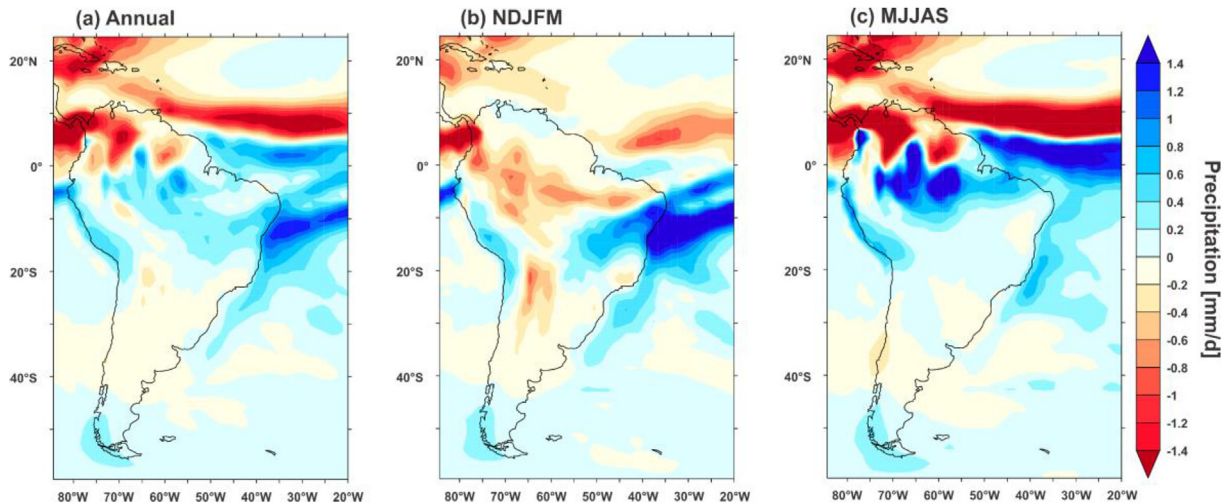 (a) Annual
(b) NDJFM
(c) MJJAS
20°N
0°
20°S
40°S
80°W 70°W 60°W 50°W 40°W 30°W 20°W
20°N
0°
20°S
40°S
80°W 70°W 60°W 50°W 40°W 30°W 20°W
20°N
0°
20°S
40°S
80°W 70°W 60°W 50°W 40°W 30°W 20°W
1.4
1.2
1
0.8
0.6
0.4
0.2
0
-0.2
-0.4
-0.6
-0.8
-1
-1.2
-1.4
Precipitation [mm/d]